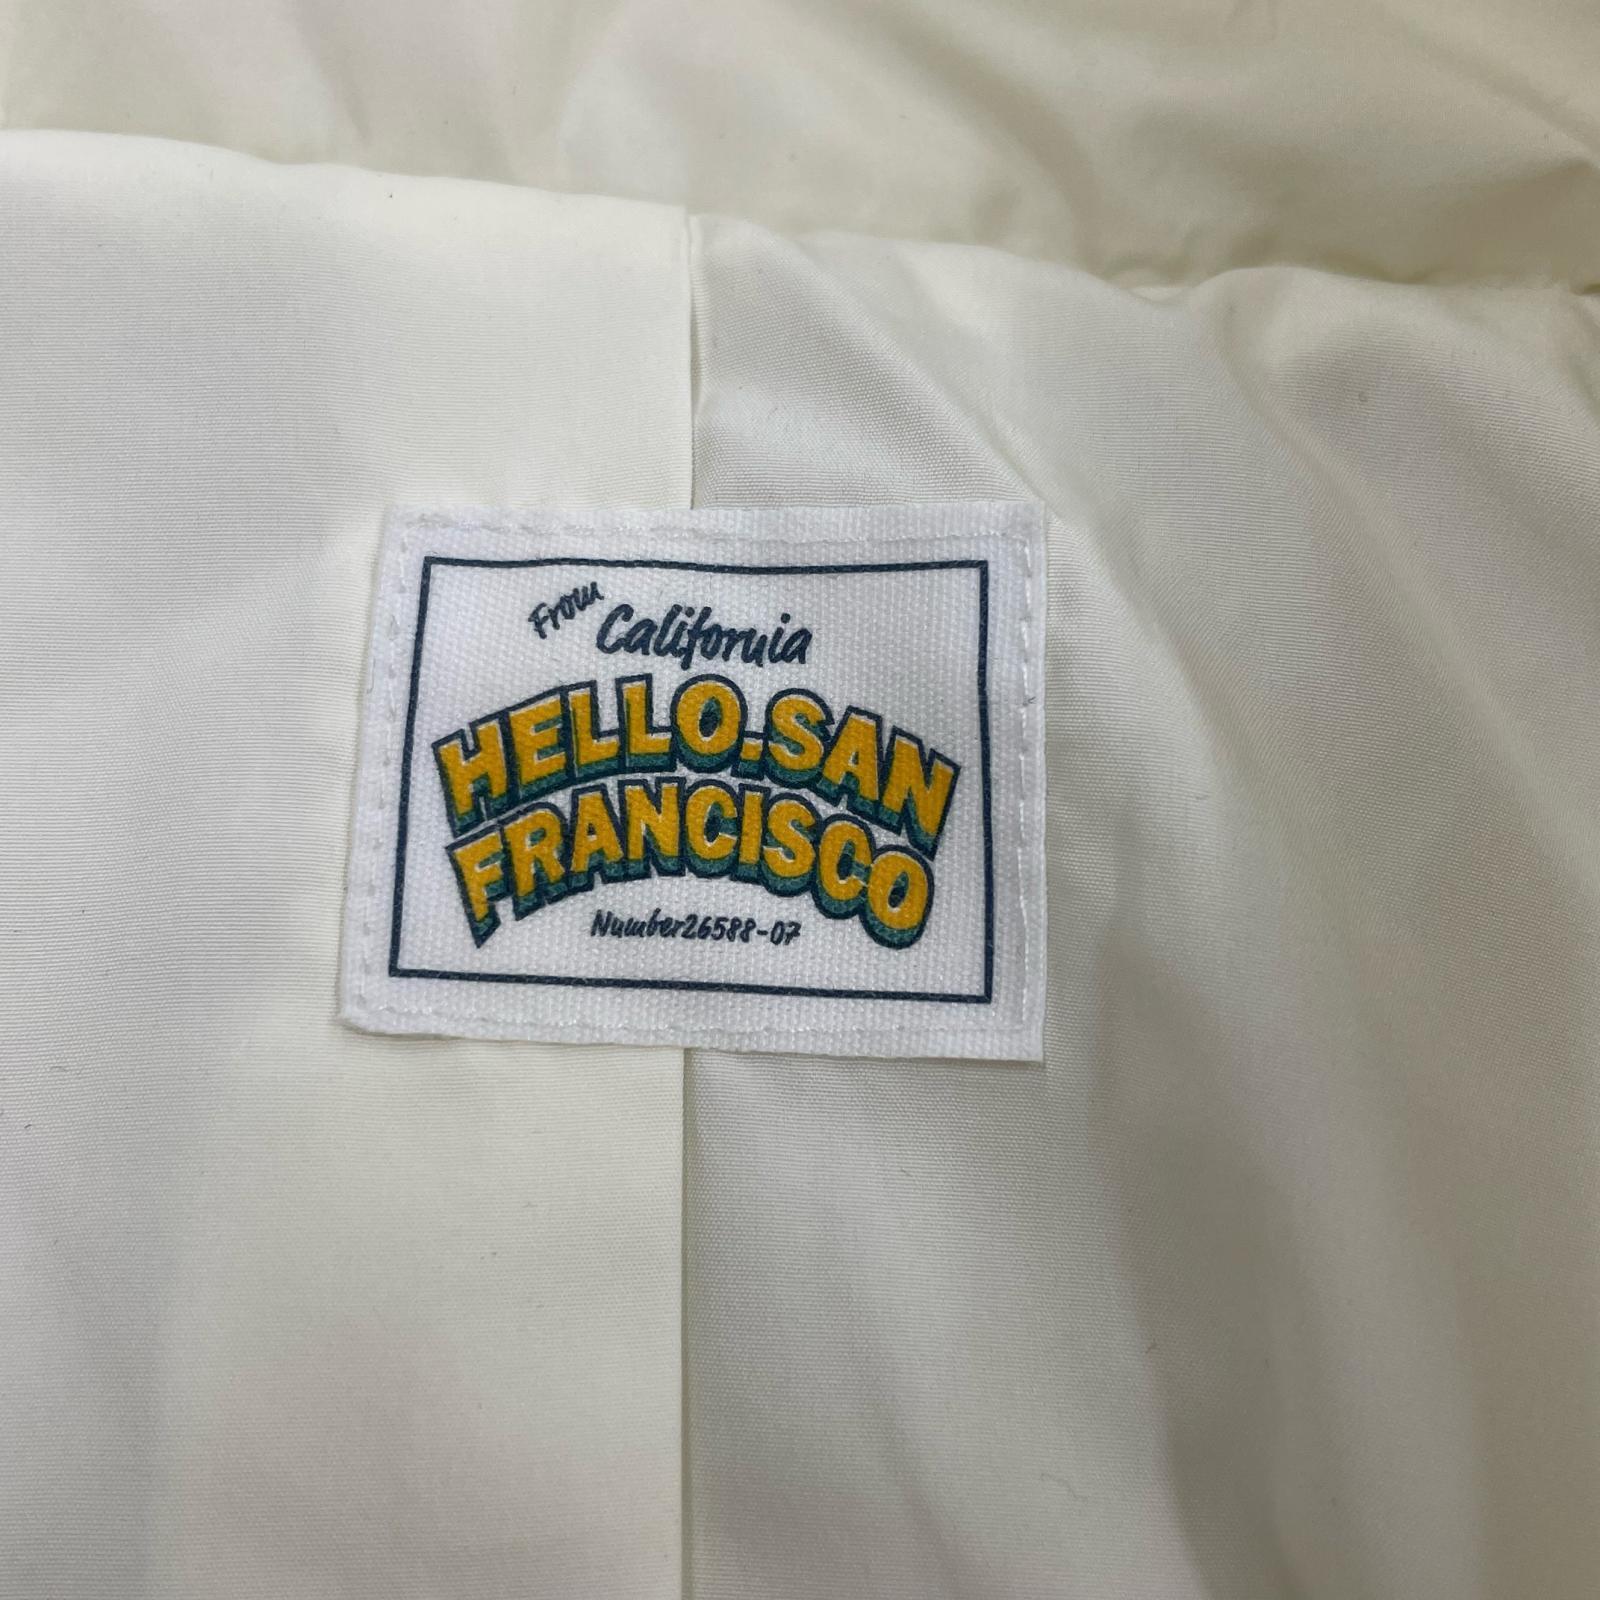 From California
HELLO.SAN
FRANCISCO
Number26588-07